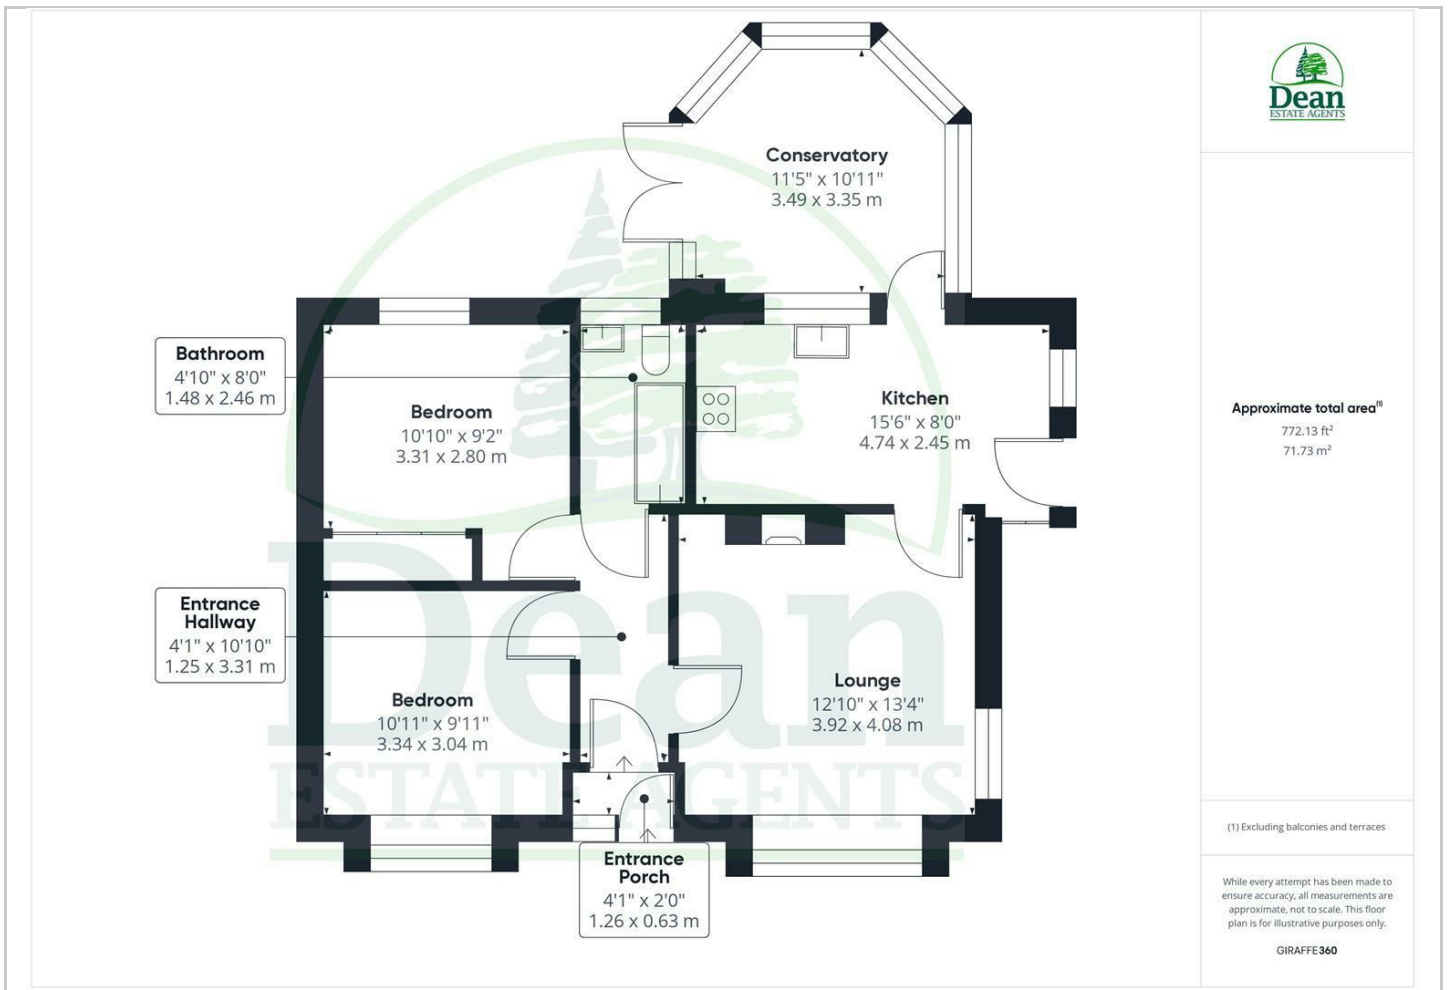 Dean
ESTATE AGENTS
Conservatory
11'5" x 10'11"
3.49 x 3.35 m
Bathroom
4'10" x 8'0"
1.48 x 2.46 m
Bedroom
10'10" x 9'2"
3.31 x 2.80 m
Kitchen
15'6" x 8'0"
4.74 x 2.45 m
Entrance
Hallway
4'1" x 10'10"
1.25 x 3.31 m
Bedroom
10'11" x 9'11"
3.34 x 3.04 m
Lounge
12'10" x 13'4"
3.92 x 4.08 m
Entrance
Porch
4'1" x 2'0"
1.26 x 0.63 m
Dean
ESTATE AGENTS
Approximate total area(1)
772.13 ft²
71.73 m²
(1) Excluding balconies and terraces
While every attempt has been made to
ensure accuracy, all measurements are
approximate, not to scale. This floor
plan is for illustrative purposes only.
GIRAFFE360